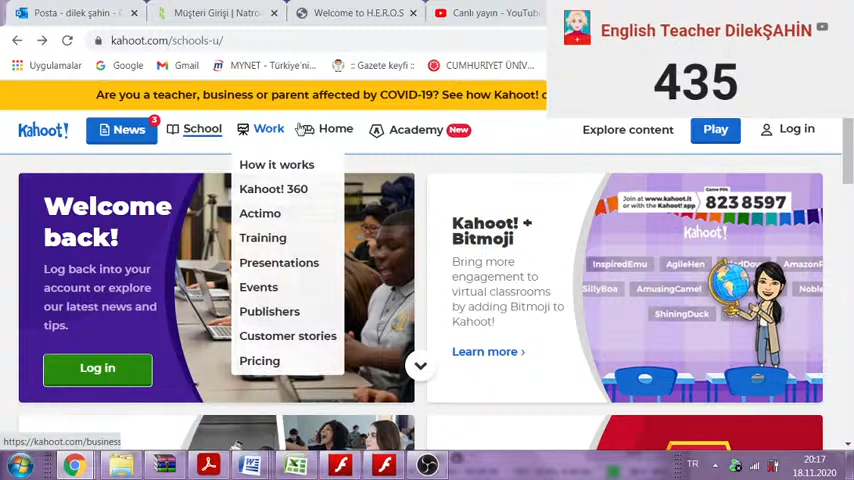 Posta - dilek şahin - O
Müşteri Girişi | Natro
Welcome to H.E.R.O.S
Canlı yayın - YouTub
English Teacher DilekŞAHİN
435
kahoot.com/schools-u/
Uygulamalar
Google
Gmail
MYNET - Türkiye'ni...
:: Gazete keyfi ::
CUMHURİYET ÜNİV...
Are you a teacher, business or parent affected by COVID-19? See how Kahoot!
Kahoot!
News
3
School
Work
Home
Academy
New
Explore content
Play
Log in
How it works
Kahoot! 360
Actimo
Training
Presentations
Events
Publishers
Customer stories
Pricing
Welcome
back!
Log back into your
account or explore
our latest news and
tips.
Log in
Kahoot! +
Bitmoji
Bring more
engagement to
virtual classrooms
by adding Bitmoji to
Kahoot!
Learn more ›
Join at www.kahoot.it
or with the Kahoot! app
Game PIN:
823 8597
Kahoot!
InspiredEmu
AgileHen
SillyBoa
AmusingCamel
ShiningDuck
https://kahoot.com/business
TR
20:17
18.11.2020